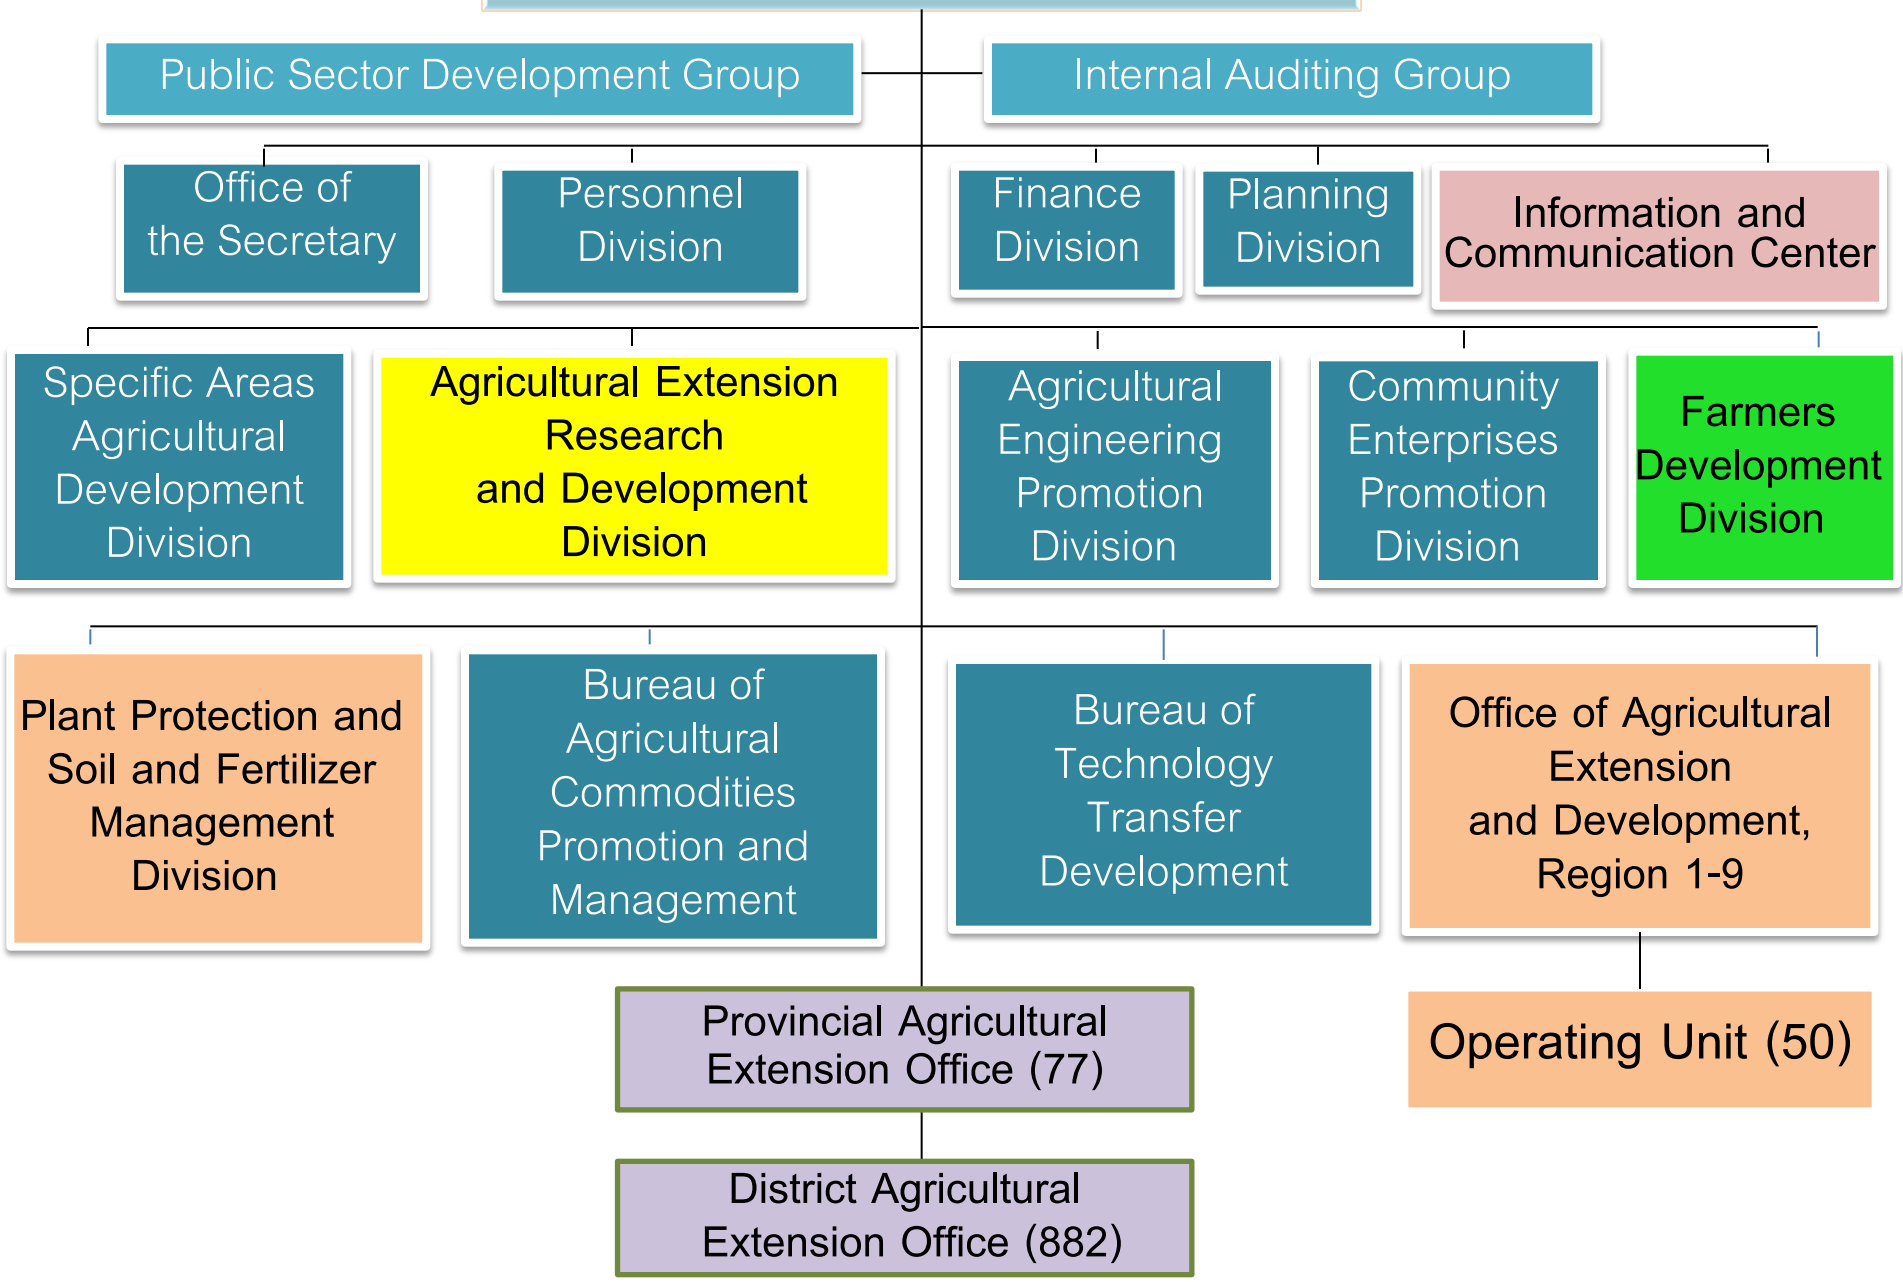 Public Sector Development Group
Internal Auditing Group
Office of
the Secretary
Personnel
Division
Finance
Division
Planning
Division
Information and
Communication Center
Specific Areas
Agricultural
Development
Division
Agricultural Extension
Research
and Development
Division
Agricultural
Engineering
Promotion
Division
Community
Enterprises
Promotion
Division
Farmers
Development
Division
Plant Protection and
Soil and Fertilizer
Management
Division
Bureau of
Agricultural
Commodities
Promotion and
Management
Bureau of
Technology
Transfer
Development
Office of Agricultural
Extension
and Development,
Region 1-9
Provincial Agricultural
Extension Office (77)
Operating Unit (50)
District Agricultural
Extension Office (882)